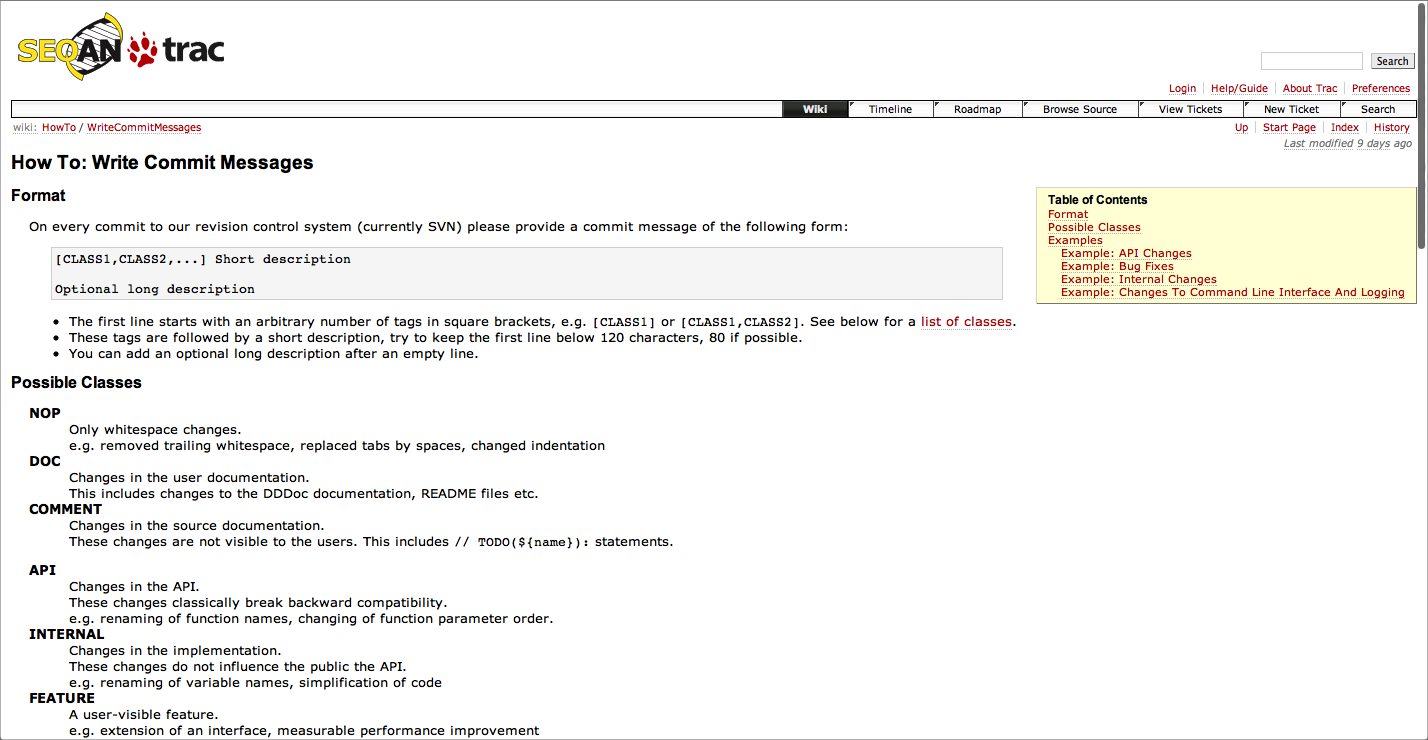 SEQAN trac
Search
Login Help/Guide About Trac Preferences
Wiki Timeline Roadmap Browse Source View Tickets New Ticket Search
wiki: HowTo / WriteCommitMessages
Up Start Page Index History
Last modified 9 days ago
How To: Write Commit Messages
Format
On every commit to our revision control system (currently SVN) please provide a commit message of the following form:
[CLASS1,CLASS2,...] Short description
Optional long description
• The first line starts with an arbitrary number of tags in square brackets, e.g. [CLASS1] or [CLASS1,CLASS2]. See below for a list of classes.
• These tags are followed by a short description, try to keep the first line below 120 characters, 80 if possible.
• You can add an optional long description after an empty line.
Table of Contents
Format
Possible Classes
Examples
Example: API Changes
Example: Bug Fixes
Example: Internal Changes
Example: Changes To Command Line Interface And Logging
Possible Classes
NOP
Only whitespace changes.
e.g. removed trailing whitespace, replaced tabs by spaces, changed indentation
DOC
Changes in the user documentation.
This includes changes to the DDDoc documentation, README files etc.
COMMENT
Changes in the source documentation.
These changes are not visible to the users. This includes // TODO(${name}): statements.
API
Changes in the API.
These changes classically break backward compatibility.
e.g. renaming of function names, changing of function parameter order.
INTERNAL
Changes in the implementation.
These changes do not influence the public the API.
e.g. renaming of variable names, simplification of code
FEATURE
A user-visible feature.
e.g. extension of an interface, measurable performance improvement